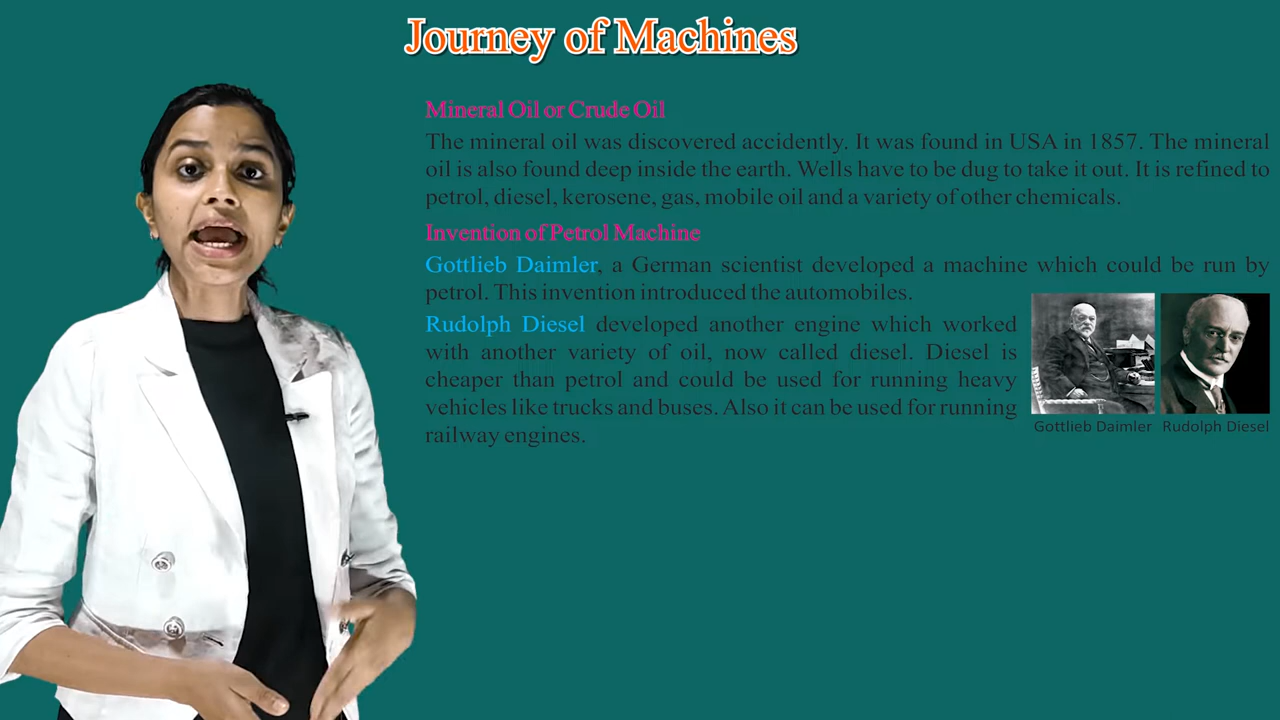 Journey of Machines
Mineral Oil or Crude Oil
The mineral oil was discovered accidently. It was found in USA in 1857. The mineral
oil is also found deep inside the earth. Wells have to be dug to take it out. It is refined to
petrol, diesel, kerosene, gas, mobile oil and a variety of other chemicals.
Invention of Petrol Machine
Gottlieb Daimler, a German scientist developed a machine which could be run by
petrol. This invention introduced the automobiles.
Rudolph Diesel developed another engine which worked
with another variety of oil, now called diesel. Diesel is
cheaper than petrol and could be used for running heavy
vehicles like trucks and buses. Also it can be used for running
railway engines.
Gottlieb Daimler Rudolph Diesel